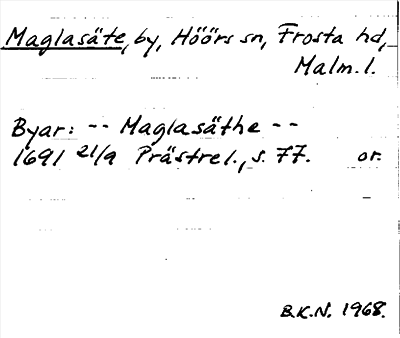 Maglasäte, by, Höörs sn, Frosta hd,
Malm. l.
Byar: -- Maglasäthe --
1691 21/9 Prästrel., s. 77. or.
B.K.N. 1968.